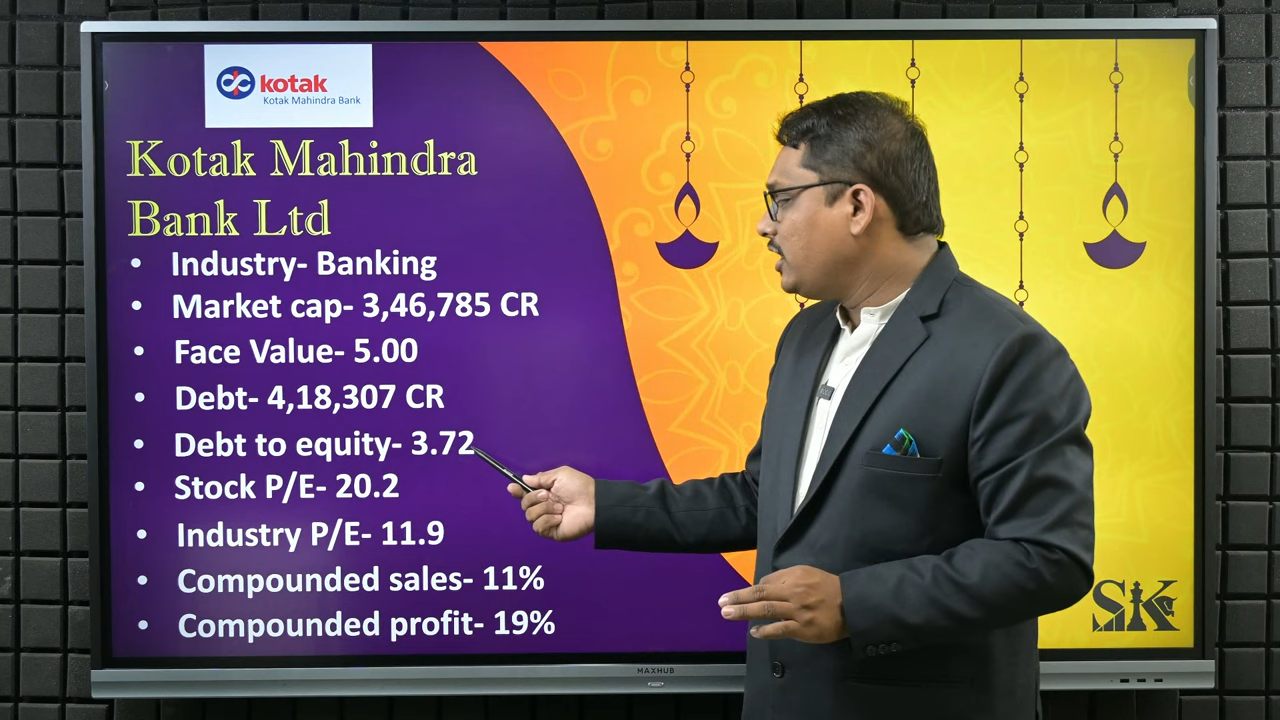 kotak
Kotak Mahindra Bank
Kotak Mahindra
Bank Ltd
• Industry- Banking
• Market cap- 3,46,785 CR
• Face Value- 5.00
• Debt- 4,18,307 CR
• Debt to equity- 3.72
• Stock P/E- 20.2
• Industry P/E- 11.9
• Compounded sales- 11%
• Compounded profit- 19%
SK
MAXHUB